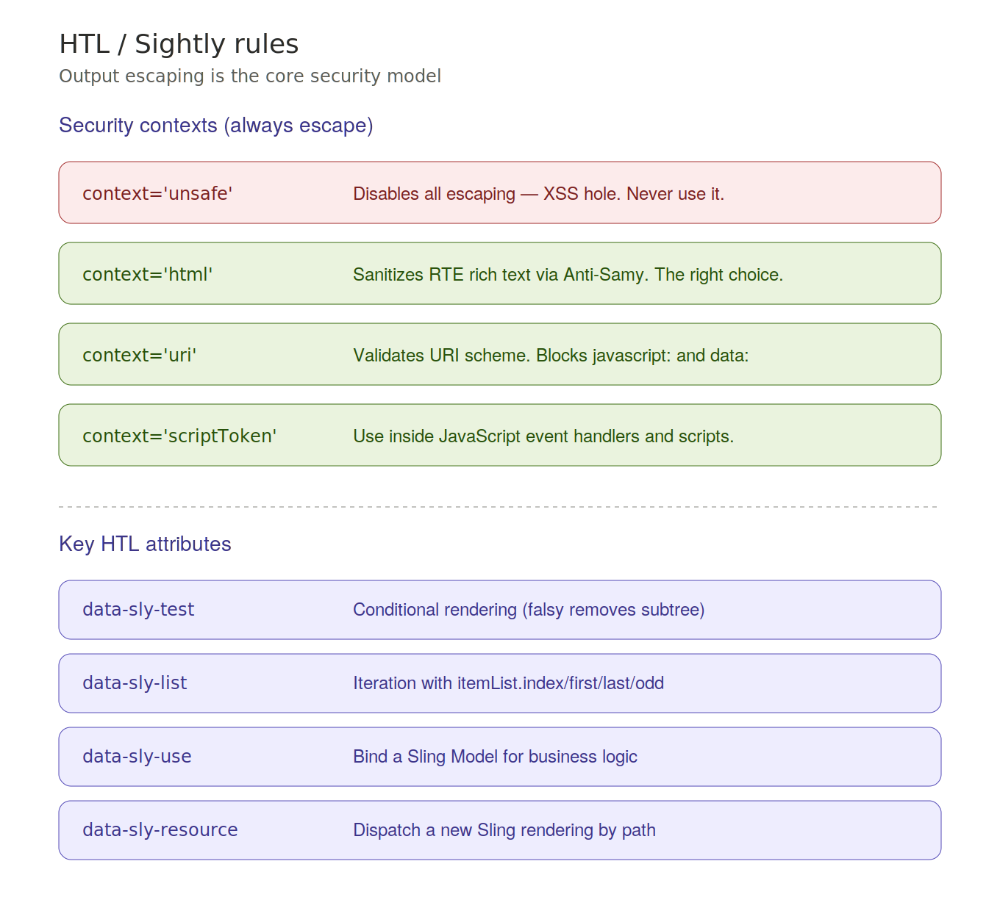 HTL / Sightly rules
Output escaping is the core security model
Security contexts (always escape)
context='unsafe' Disables all escaping — XSS hole. Never use it.
context='html' Sanitizes RTE rich text via Anti-Samy. The right choice.
context='uri' Validates URI scheme. Blocks javascript: and data:
context='scriptToken' Use inside JavaScript event handlers and scripts.
Key HTL attributes
data-sly-test Conditional rendering (falsy removes subtree)
data-sly-list Iteration with itemList.index/first/last/odd
data-sly-use Bind a Sling Model for business logic
data-sly-resource Dispatch a new Sling rendering by path